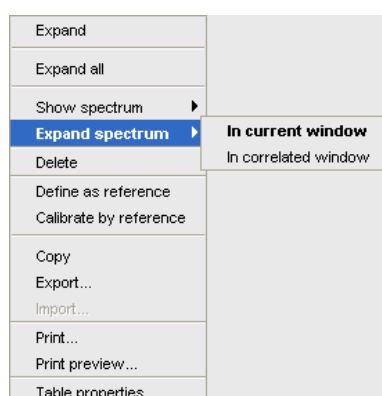 Expand
Expand all
Show spectrum
Expand spectrum
In current window
In correlated window
Delete
Define as reference
Calibrate by reference
Copy
Export...
Import...
Print...
Print preview...
Table properties